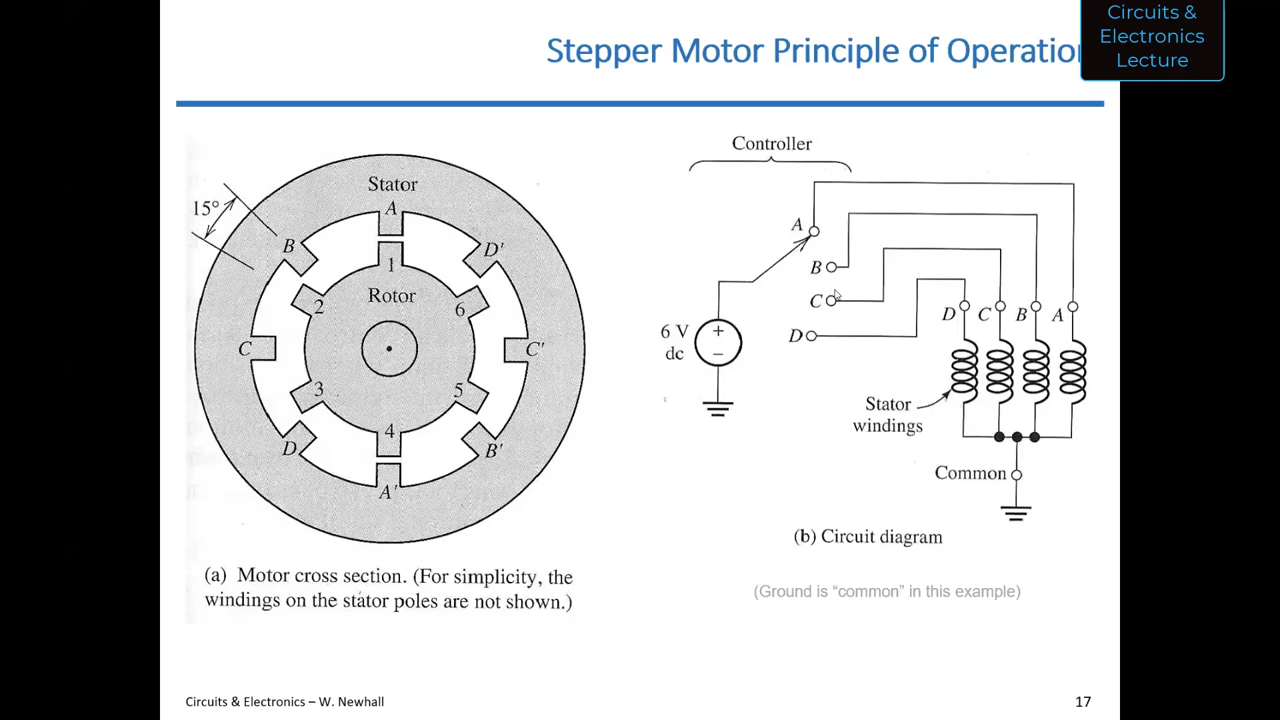 Circuits &
Electronics
Lecture
Stepper Motor Principle of Operation
Controller
Stator
A
15°
B
D'
1
Rotor
2
6
C
C'
3
5
4
D
B'
A'
A
B
C
D
6 V
dc
+
−
D C B A
Stator
windings
Common
(b) Circuit diagram
(a) Motor cross section. (For simplicity, the
windings on the stator poles are not shown.)
(Ground is “common” in this example)
Circuits & Electronics – W. Newhall
17